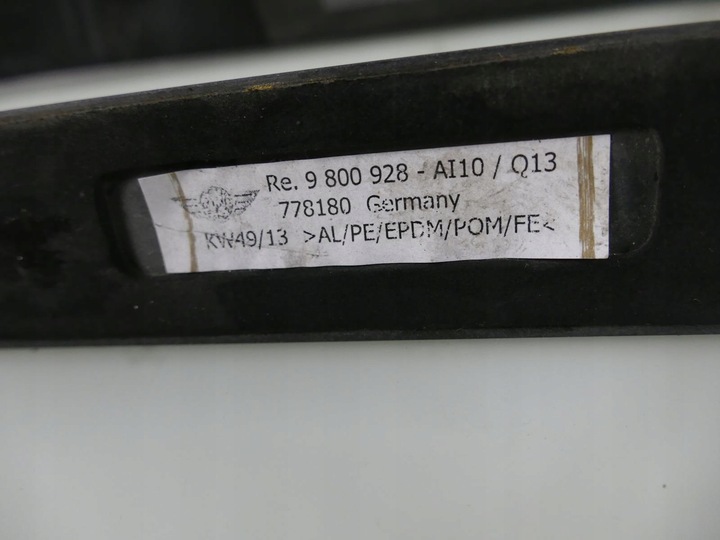 Re. 9 800 928 - AI10 / Q13
778180 Germany
KW49/13 >AL/PE/EPDM/POM/FE<